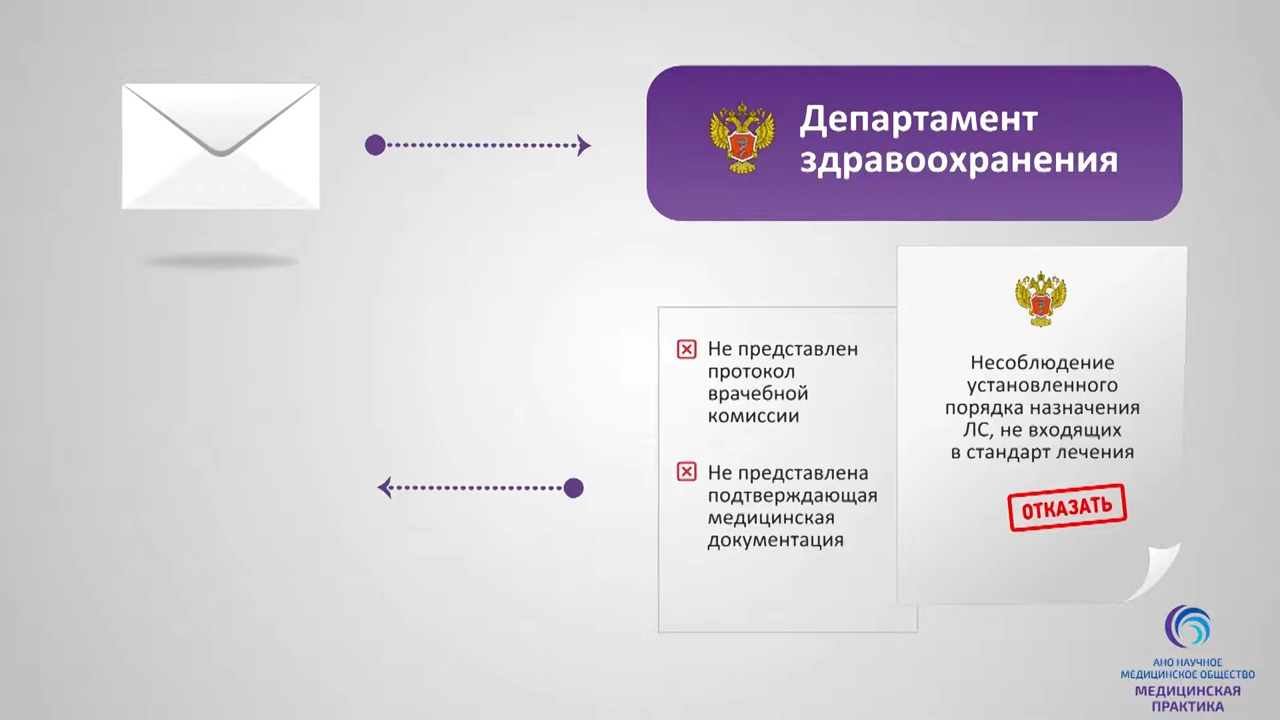 Департамент
здравоохранения
Не представлен
протокол
врачебной
комиссии
Не представлена
подтверждающая
медицинская
документация
Несоблюдение
установленного
порядка назначения
ЛС, не входящих
в стандарт лечения
ОТКАЗАТЬ
АНО НАУЧНОЕ
МЕДИЦИНСКОЕ ОБЩЕСТВО
МЕДИЦИНСКАЯ
ПРАКТИКА